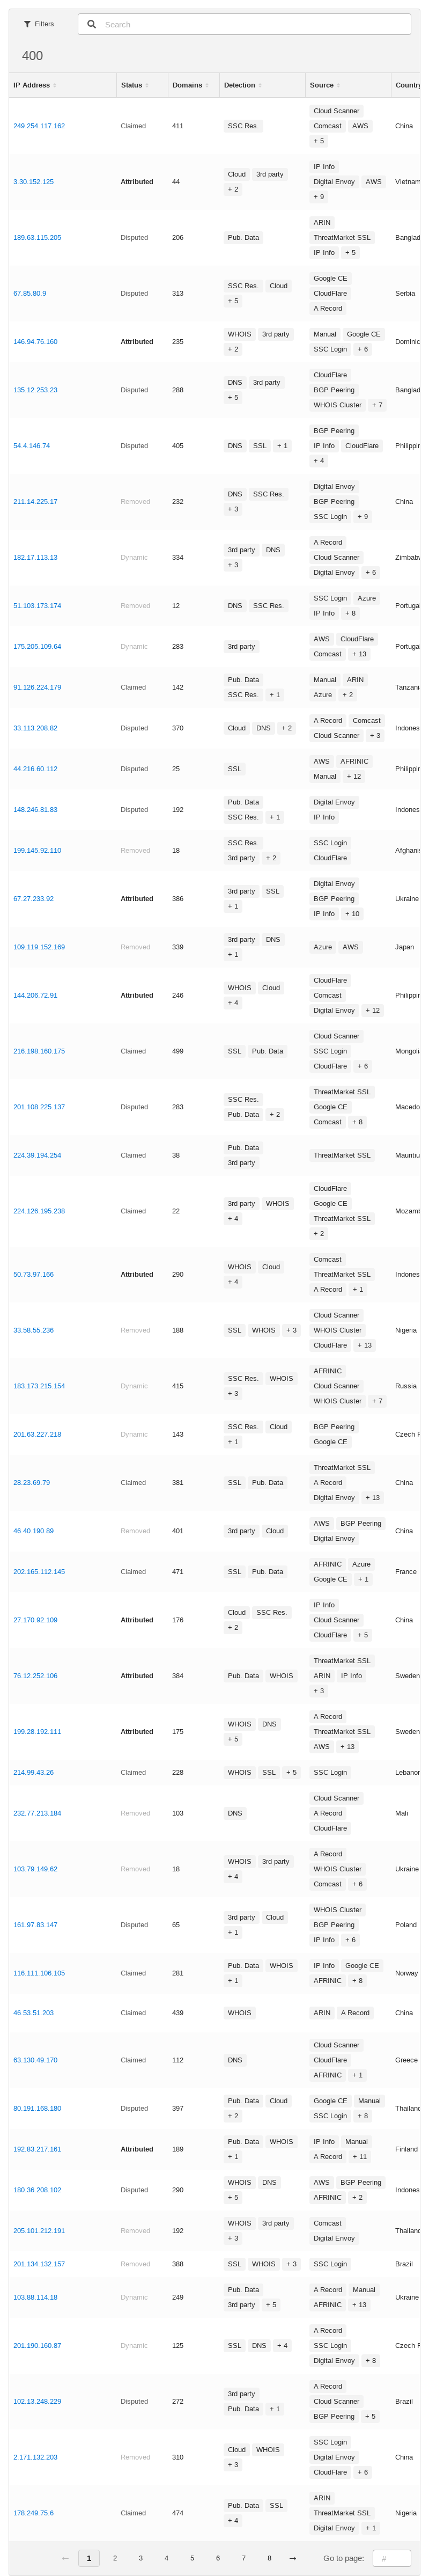 Filters
Search
400
IP Address Status Domains Detection Source Country
249.254.117.162 Claimed 411 SSC Res. Cloud Scanner Comcast AWS + 5 China
3.30.152.125 Attributed 44 Cloud 3rd party + 2 IP Info Digital Envoy AWS + 9 Vietnam
189.63.115.205 Disputed 206 Pub. Data ARIN ThreatMarket SSL IP Info + 5 Banglad
67.85.80.9 Disputed 313 SSC Res. Cloud + 5 Google CE CloudFlare A Record Serbia
146.94.76.160 Attributed 235 WHOIS 3rd party + 2 Manual Google CE SSC Login + 6 Dominic
135.12.253.23 Disputed 288 DNS 3rd party + 5 CloudFlare BGP Peering WHOIS Cluster + 7 Banglad
54.4.146.74 Disputed 405 DNS SSL + 1 BGP Peering IP Info CloudFlare + 4 Philippin
211.14.225.17 Removed 232 DNS SSC Res. + 3 Digital Envoy BGP Peering SSC Login + 9 China
182.17.113.13 Dynamic 334 3rd party DNS + 3 A Record Cloud Scanner Digital Envoy + 6 Zimbabw
51.103.173.174 Removed 12 DNS SSC Res. SSC Login Azure IP Info + 8 Portuga
175.205.109.64 Dynamic 283 3rd party AWS CloudFlare Comcast + 13 Portuga
91.126.224.179 Claimed 142 Pub. Data SSC Res. + 1 Manual ARIN Azure + 2 Tanzani
33.113.208.82 Disputed 370 Cloud DNS + 2 A Record Comcast Cloud Scanner + 3 Indones
44.216.60.112 Disputed 25 SSL AWS AFRINIC Manual + 12 Philippin
148.246.81.83 Disputed 192 Pub. Data SSC Res. + 1 Digital Envoy IP Info Indones
199.145.92.110 Removed 18 SSC Res. 3rd party + 2 SSC Login CloudFlare Afghanis
67.27.233.92 Attributed 386 3rd party SSL + 1 Digital Envoy BGP Peering IP Info + 10 Ukraine
109.119.152.169 Removed 339 3rd party DNS + 1 Azure AWS Japan
144.206.72.91 Attributed 246 WHOIS Cloud + 4 CloudFlare Comcast Digital Envoy + 12 Philippin
216.198.160.175 Claimed 499 SSL Pub. Data Cloud Scanner SSC Login CloudFlare + 6 Mongoli
201.108.225.137 Disputed 283 SSC Res. Pub. Data + 2 ThreatMarket SSL Google CE Comcast + 8 Macedo
224.39.194.254 Claimed 38 Pub. Data 3rd party ThreatMarket SSL Mauritiu
224.126.195.238 Claimed 22 3rd party WHOIS + 4 CloudFlare Google CE ThreatMarket SSL + 2 Mozamb
50.73.97.166 Attributed 290 WHOIS Cloud + 4 Comcast ThreatMarket SSL A Record + 1 Indones
33.58.55.236 Removed 188 SSL WHOIS + 3 Cloud Scanner WHOIS Cluster CloudFlare + 13 Nigeria
183.173.215.154 Dynamic 415 SSC Res. WHOIS + 3 AFRINIC Cloud Scanner WHOIS Cluster + 7 Russia
201.63.227.218 Dynamic 143 SSC Res. Cloud + 1 BGP Peering Google CE Czech R
28.23.69.79 Claimed 381 SSL Pub. Data ThreatMarket SSL A Record Digital Envoy + 13 China
46.40.190.89 Removed 401 3rd party Cloud AWS BGP Peering Digital Envoy China
202.165.112.145 Claimed 471 SSL Pub. Data AFRINIC Azure Google CE + 1 France
27.170.92.109 Attributed 176 Cloud SSC Res. + 2 IP Info Cloud Scanner CloudFlare + 5 China
76.12.252.106 Attributed 384 Pub. Data WHOIS ThreatMarket SSL ARIN IP Info + 3 Sweden
199.28.192.111 Attributed 175 WHOIS DNS + 5 A Record ThreatMarket SSL AWS + 13 Sweden
214.99.43.26 Claimed 228 WHOIS SSL + 5 SSC Login Lebanon
232.77.213.184 Removed 103 DNS Cloud Scanner A Record CloudFlare Mali
103.79.149.62 Removed 18 WHOIS 3rd party + 4 A Record WHOIS Cluster Comcast + 6 Ukraine
161.97.83.147 Disputed 65 3rd party Cloud + 1 WHOIS Cluster BGP Peering IP Info + 6 Poland
116.111.106.105 Claimed 281 Pub. Data WHOIS + 1 IP Info Google CE AFRINIC + 8 Norway
46.53.51.203 Claimed 439 WHOIS ARIN A Record China
63.130.49.170 Claimed 112 DNS Cloud Scanner CloudFlare AFRINIC + 1 Greece
80.191.168.180 Disputed 397 Pub. Data Cloud + 2 Google CE Manual SSC Login + 8 Thailand
192.83.217.161 Attributed 189 Pub. Data WHOIS + 1 IP Info Manual A Record + 11 Finland
180.36.208.102 Disputed 290 WHOIS DNS + 5 AWS BGP Peering AFRINIC + 2 Indones
205.101.212.191 Removed 192 WHOIS 3rd party + 3 Comcast Digital Envoy Thailand
201.134.132.157 Removed 388 SSL WHOIS + 3 SSC Login Brazil
103.88.114.18 Dynamic 249 Pub. Data 3rd party + 5 A Record Manual AFRINIC + 13 Ukraine
201.190.160.87 Dynamic 125 SSL DNS + 4 A Record SSC Login Digital Envoy + 8 Czech R
102.13.248.229 Disputed 272 3rd party Pub. Data + 1 A Record Cloud Scanner BGP Peering + 5 Brazil
2.171.132.203 Removed 310 Cloud WHOIS + 3 SSC Login Digital Envoy CloudFlare + 6 China
178.249.75.6 Claimed 474 Pub. Data SSL + 4 ARIN ThreatMarket SSL Digital Envoy + 1 Nigeria
← 1 2 3 4 5 6 7 8 → Go to page: #